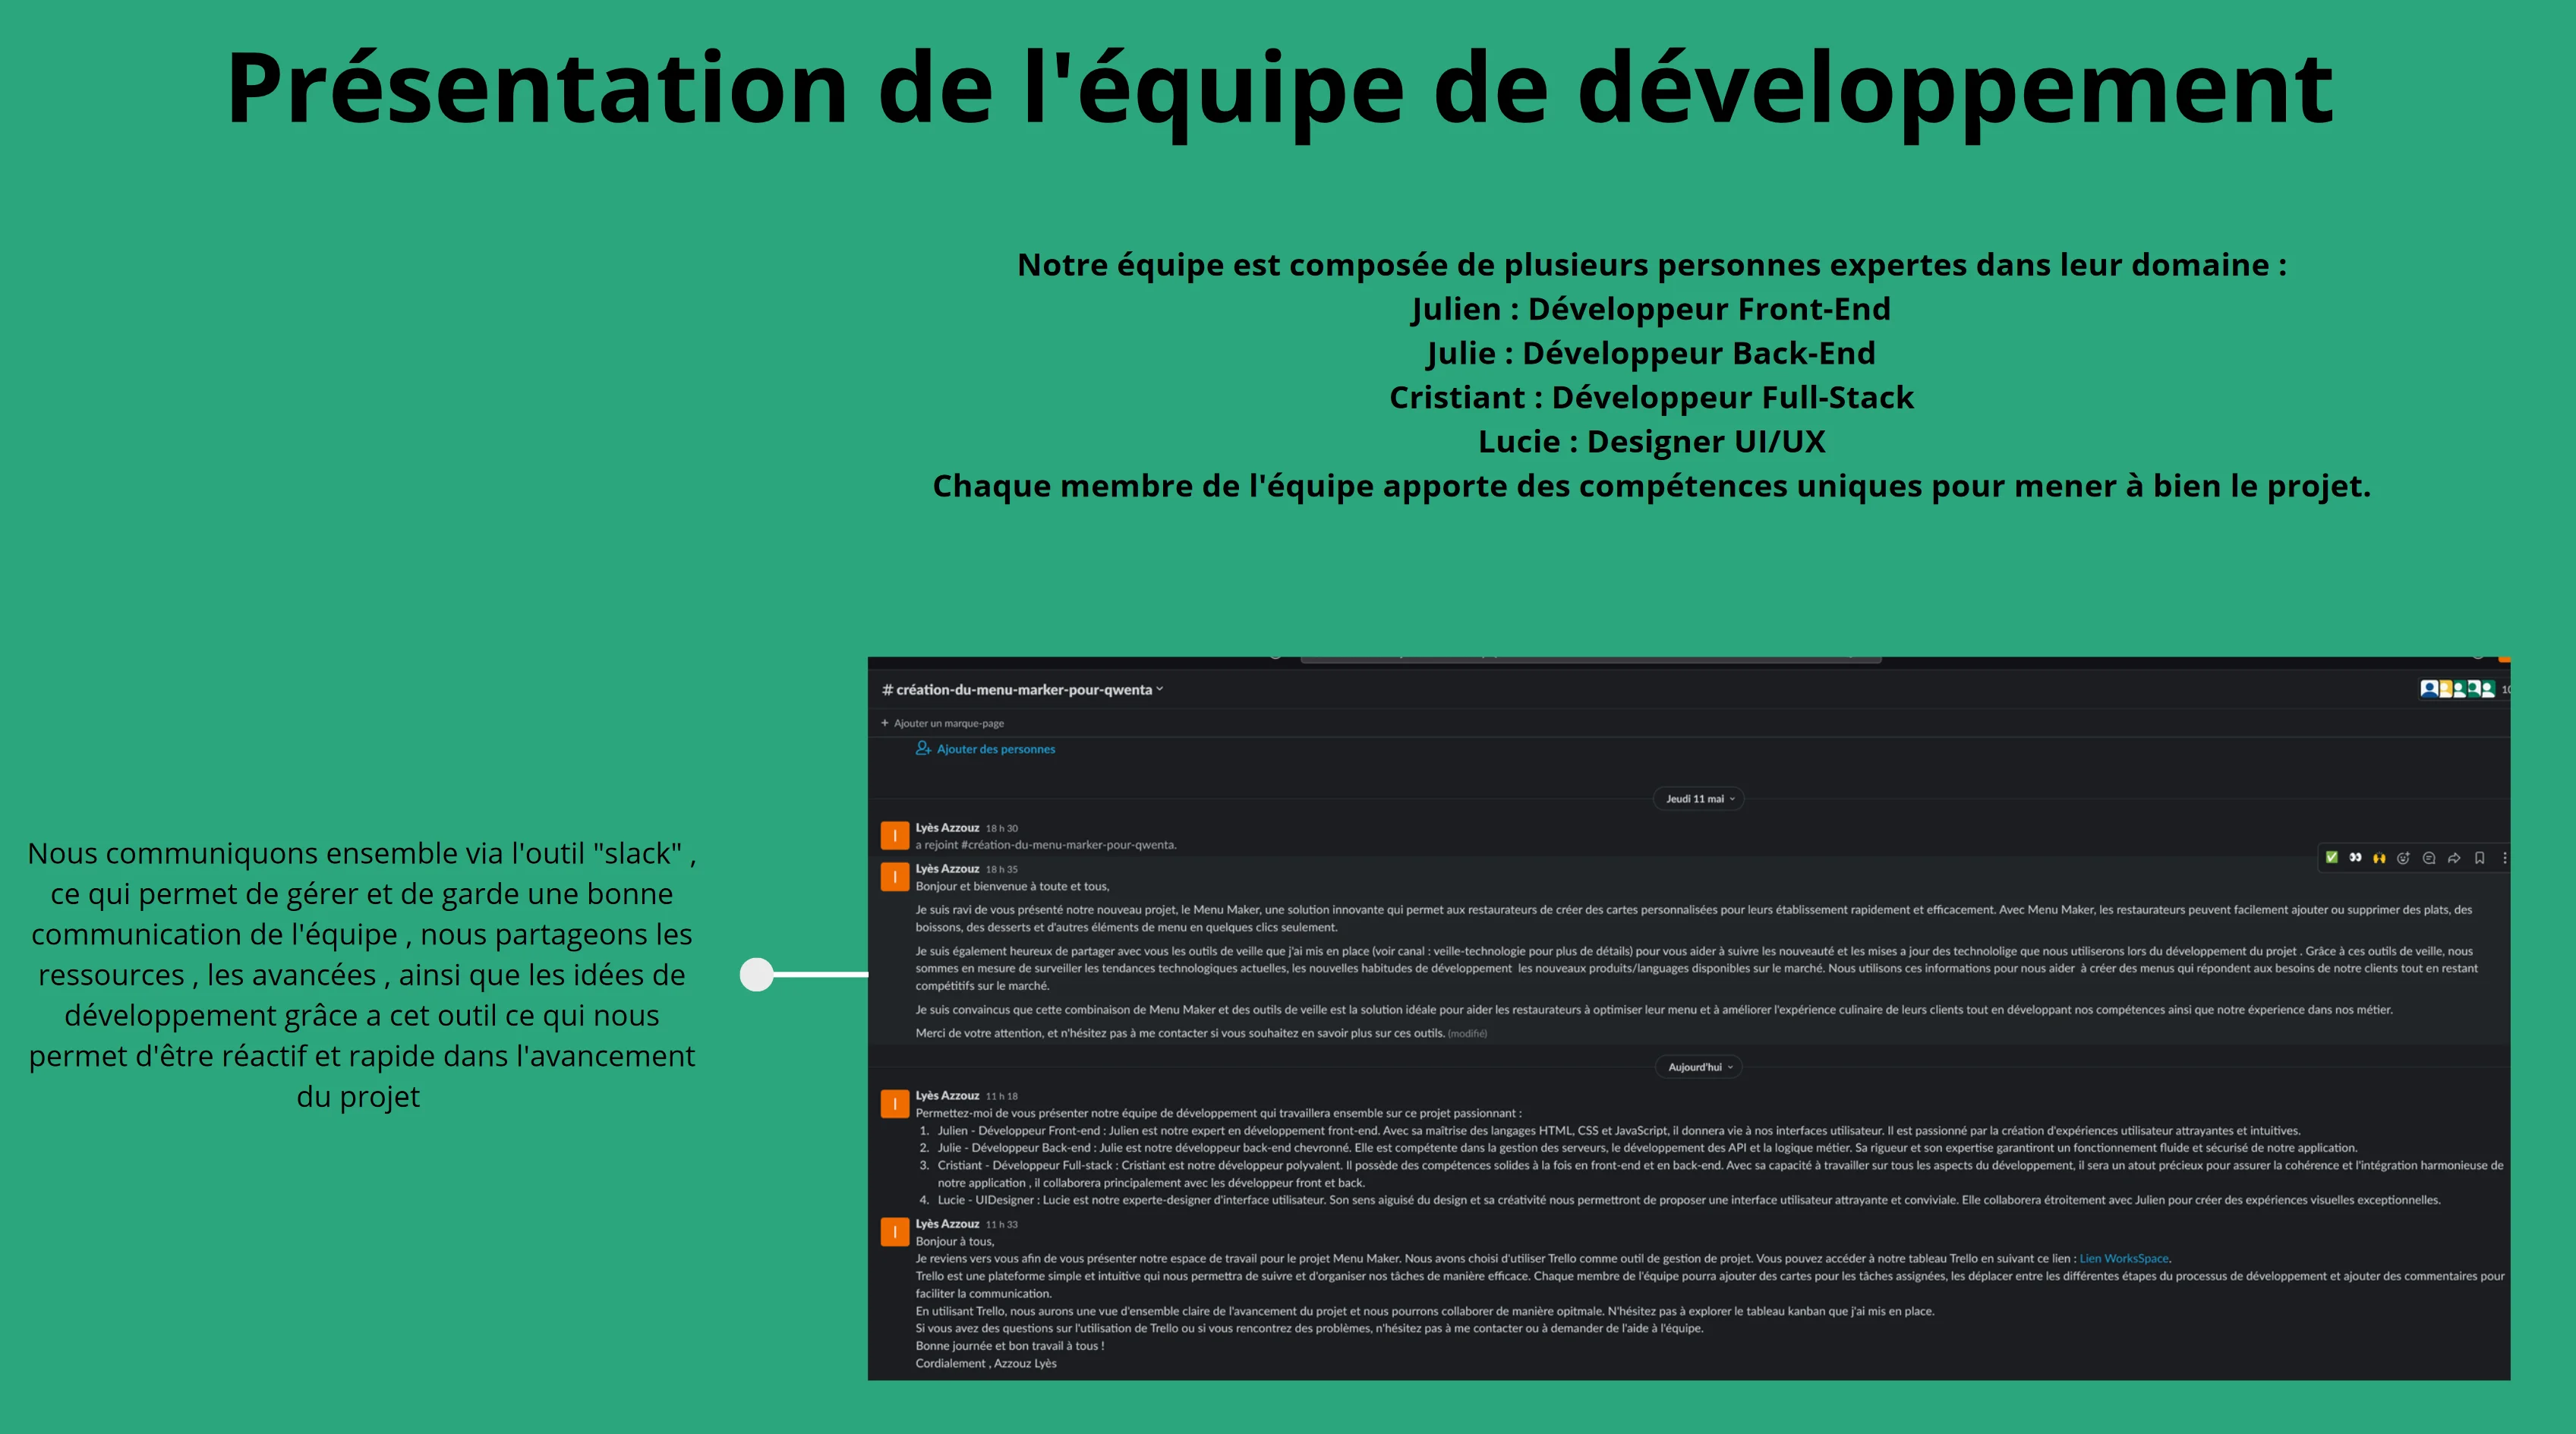 Présentation de l'équipe de développement
Notre équipe est composée de plusieurs personnes expertes dans leur domaine :
Julien : Développeur Front-End
Julie : Développeur Back-End
Cristiant : Développeur Full-Stack
Lucie : Designer UI/UX
Chaque membre de l'équipe apporte des compétences uniques pour mener à bien le projet.
Nous communiquons ensemble via l'outil "slack" ,
ce qui permet de gérer et de garde une bonne
communication de l'équipe , nous partageons les
ressources , les avancées , ainsi que les idées de
développement grâce a cet outil ce qui nous
permet d'être réactif et rapide dans l'avancement
du projet
# création-du-menu-marker-pour-qwenta
+ Ajouter un marque-page
Ajouter des personnes
Jeudi 11 mai
Lyès Azzouz 18 h 30
a rejoint #création-du-menu-marker-pour-qwenta.
Lyès Azzouz 18 h 35
Bonjour et bienvenue à toute et tous,
Je suis ravi de vous présenté notre nouveau projet, le Menu Maker, une solution innovante qui permet aux restaurateurs de créer des cartes personnalisées pour leurs établissement rapidement et efficacement. Avec Menu Maker, les restaurateurs peuvent facilement ajouter ou supprimer des plats, des
boissons, des desserts et d'autres éléments de menu en quelques clics seulement.
Je suis également heureux de partager avec vous les outils de veille que j'ai mis en place (voir canal : veille-technologie pour plus de détails) pour vous aider à suivre les nouveauté et les mises a jour des technololige que nous utiliserons lors du développement du projet . Grâce à ces outils de veille, nous
sommes en mesure de surveiller les tendances technologiques actuelles, les nouvelles habitudes de développement les nouveaux produits/languages disponibles sur le marché. Nous utilisons ces informations pour nous aider à créer des menus qui répondent aux besoins de notre clients tout en restant
compétitifs sur le marché.
Je suis convaincus que cette combinaison de Menu Maker et des outils de veille est la solution idéale pour aider les restaurateurs à optimiser leur menu et à améliorer l'expérience culinaire de leurs clients tout en développant nos compétences ainsi que notre éxperience dans nos métier.
Merci de votre attention, et n'hésitez pas à me contacter si vous souhaitez en savoir plus sur ces outils. (modifié)
Aujourd'hui
Lyès Azzouz 11 h 18
Permettez-moi de vous présenter notre équipe de développement qui travaillera ensemble sur ce projet passionnant :
1. Julien - Développeur Front-end : Julien est notre expert en développement front-end. Avec sa maîtrise des langages HTML, CSS et JavaScript, il donnera vie à nos interfaces utilisateur. Il est passionné par la création d'expériences utilisateur attrayantes et intuitives.
2. Julie - Développeur Back-end : Julie est notre développeur back-end chevronné. Elle est compétente dans la gestion des serveurs, le développement des API et la logique métier. Sa rigueur et son expertise garantiront un fonctionnement fluide et sécurisé de notre application.
3. Cristiant - Développeur Full-stack : Cristiant est notre développeur polyvalent. Il possède des compétences solides à la fois en front-end et en back-end. Avec sa capacité à travailler sur tous les aspects du développement, il sera un atout précieux pour assurer la cohérence et l'intégration harmonieuse de
notre application , il collaborera principalement avec les développeur front et back.
4. Lucie - UIDesigner : Lucie est notre experte-designer d'interface utilisateur. Son sens aiguisé du design et sa créativité nous permettront de proposer une interface utilisateur attrayante et conviviale. Elle collaborera étroitement avec Julien pour créer des expériences visuelles exceptionnelles.
Lyès Azzouz 11 h 33
Bonjour à tous,
Je reviens vers vous afin de vous présenter notre espace de travail pour le projet Menu Maker. Nous avons choisi d'utiliser Trello comme outil de gestion de projet. Vous pouvez accéder à notre tableau Trello en suivant ce lien : Lien WorksSpace.
Trello est une plateforme simple et intuitive qui nous permettra de suivre et d'organiser nos tâches de manière efficace. Chaque membre de l'équipe pourra ajouter des cartes pour les tâches assignées, les déplacer entre les différentes étapes du processus de développement et ajouter des commentaires pour
faciliter la communication.
En utilisant Trello, nous aurons une vue d'ensemble claire de l'avancement du projet et nous pourrons collaborer de manière opitmale. N'hésitez pas à explorer le tableau kanban que j'ai mis en place.
Si vous avez des questions sur l'utilisation de Trello ou si vous rencontrez des problèmes, n'hésitez pas à me contacter ou à demander de l'aide à l'équipe.
Bonne journée et bon travail à tous !
Cordialement , Azzouz Lyès